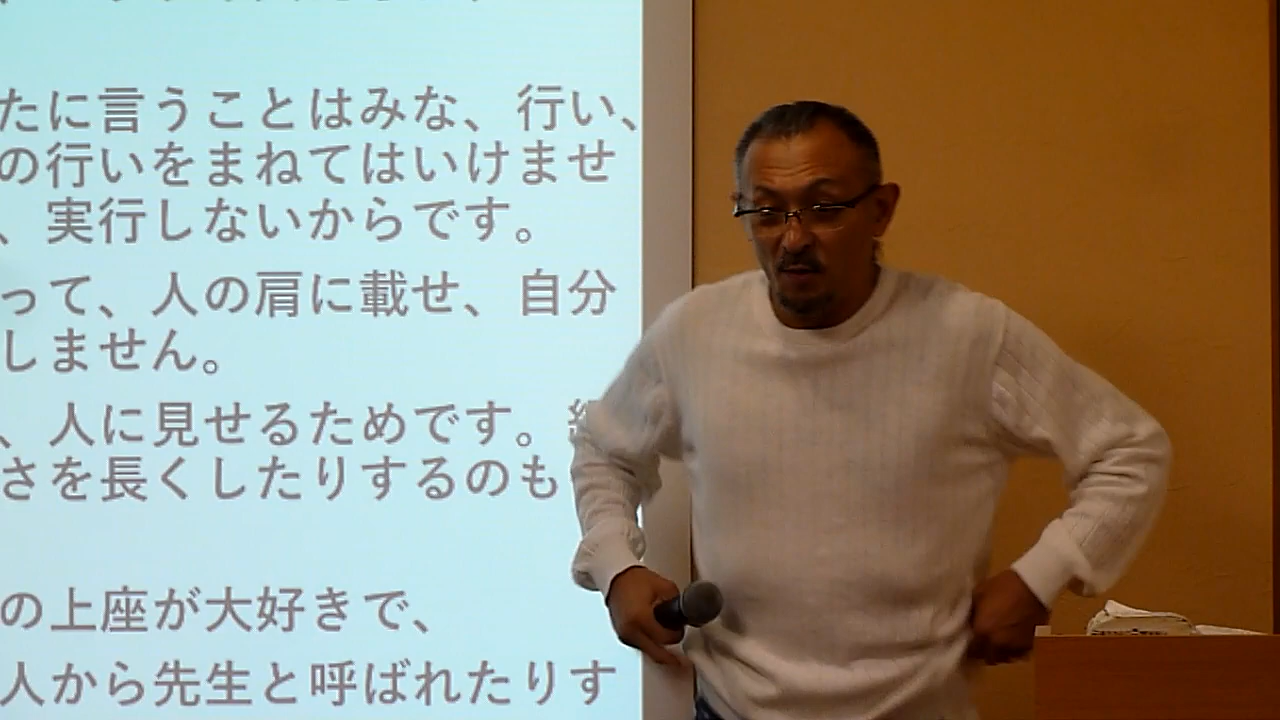 たに言うことはみな、行い、
の行いをまねてはいけませ
、実行しないからです。
って、人の肩に載せ、自分
しません。
、人に見せるためです。
さを長くしたりするのも
の上座が大好きで、
人から先生と呼ばれたりす